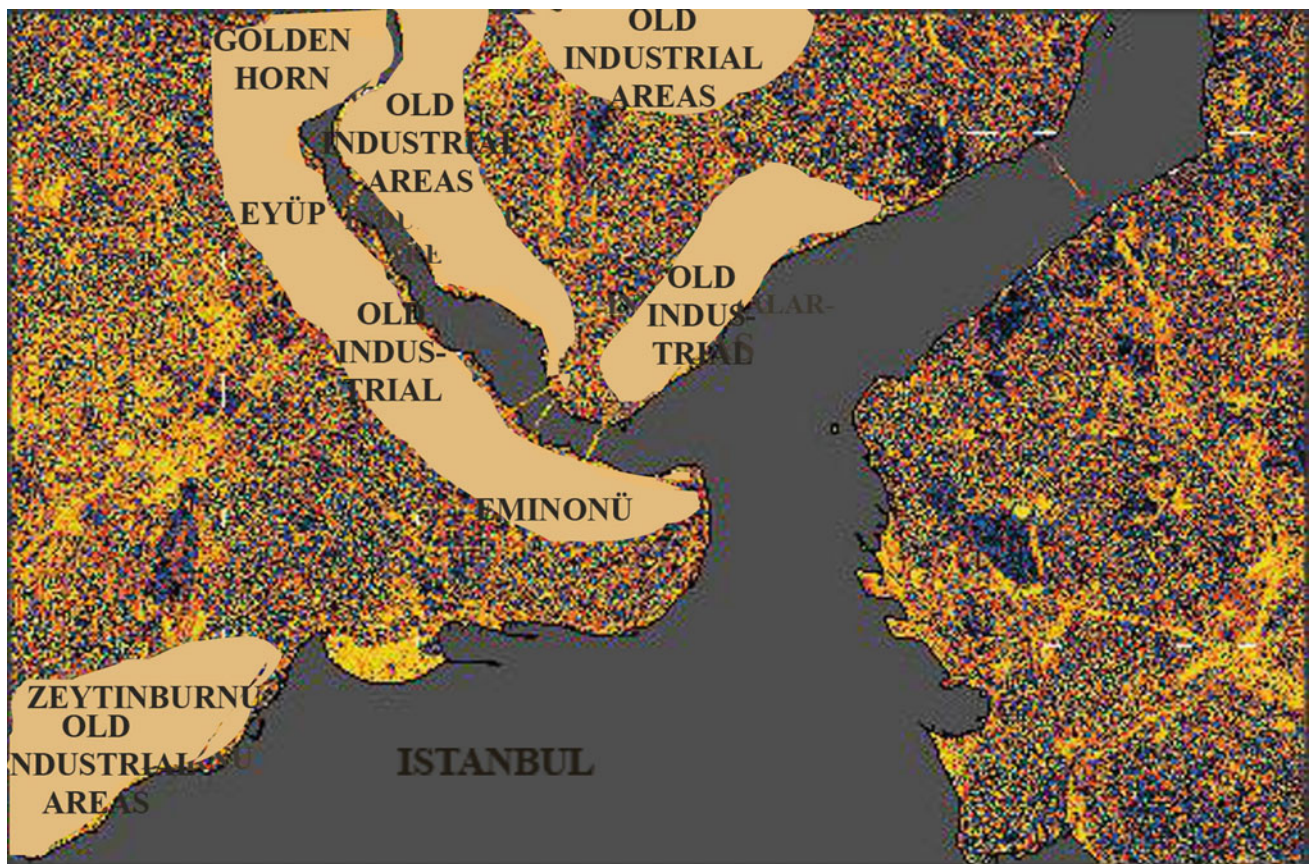 GOLDEN
HORN
OLD
INDUSTRIAL
AREAS
OLD
INDUSTRIAL
AREAS
EYÜP
OLD
INDUS-
TRIAL
ALAR-
OLD
INDUS-
TRIAL
EMINONÜ
ZEYTINBURNU
OLD
INDUSTRIAL
AREAS
ISTANBUL